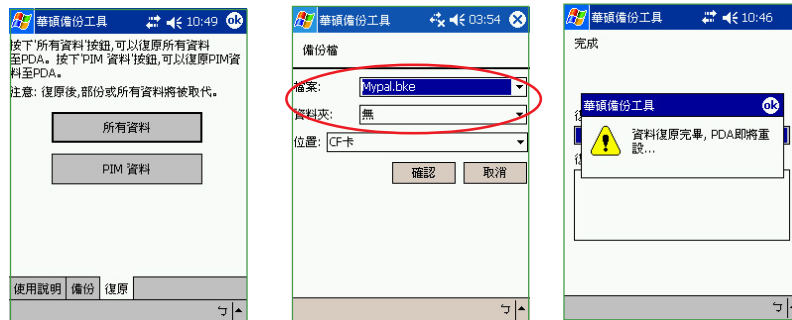 華碩備份工具 10:49 ok
按下'所有資料'按鈕,可以復原所有資料
至PDA。按下'PIM 資料'按鈕,可以復原PIM資
料至PDA。
注意: 復原後,部份或所有資料將被取代。
所有資料
PIM 資料
使用說明 備份 復原
ㄅ
華碩備份工具 03:54
備份檔
檔案: Mypal.bke
資料夾: 無
位置: CF卡
確認 取消
ㄅ
華碩備份工具 10:46
完成
華碩備份工具 ok
資料復原完畢, PDA即將重
設...
ㄅ